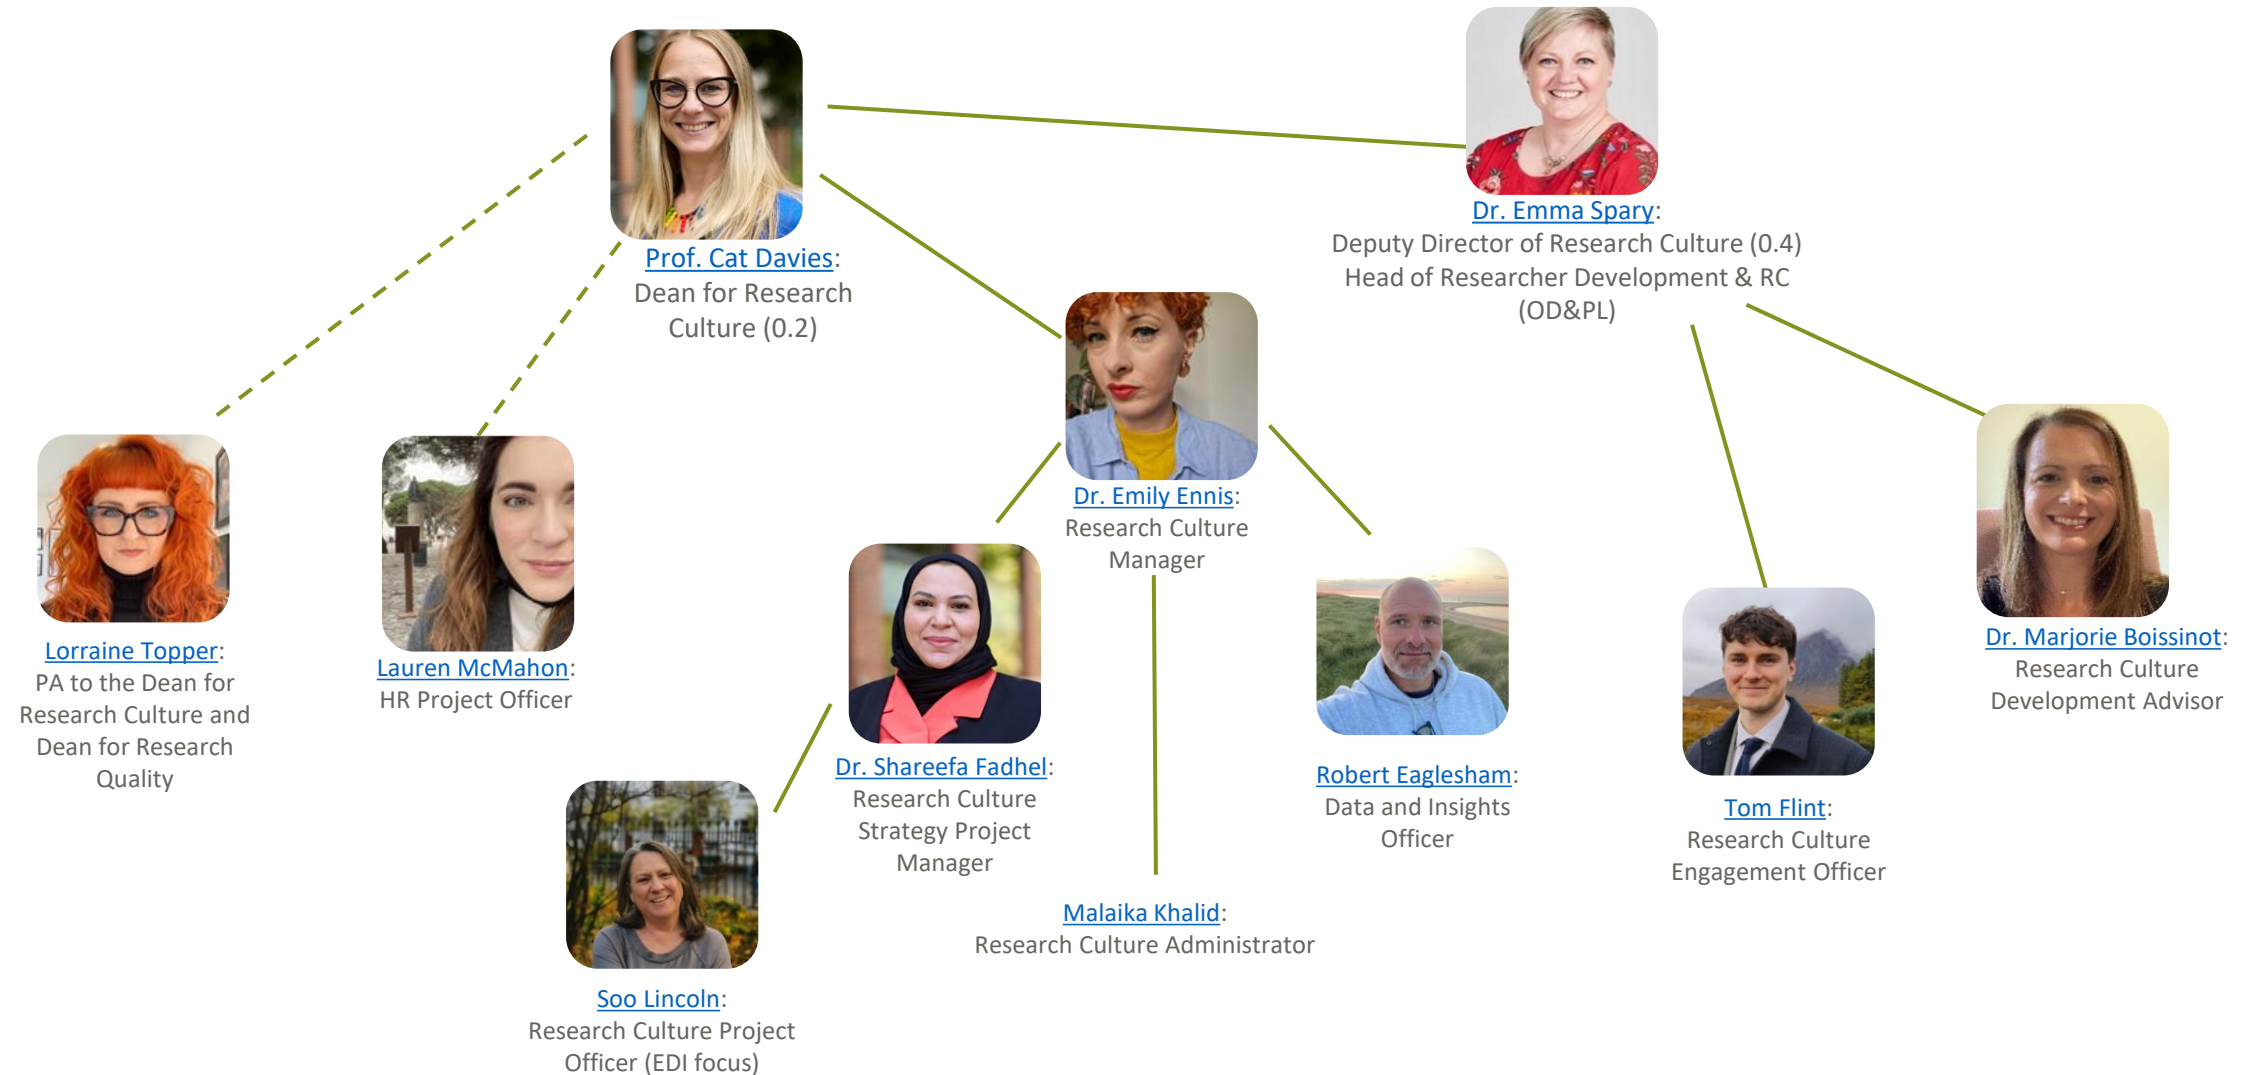 Prof. Cat Davies:
Dean for Research
Culture (0.2)
Dr. Emma Spary:
Deputy Director of Research Culture (0.4)
Head of Researcher Development & RC
(OD&PL)
Dr. Emily Ennis:
Research Culture
Manager
Lorraine Topper:
PA to the Dean for
Research Culture and
Dean for Research
Quality
Lauren McMahon:
HR Project Officer
Dr. Shareefa Fadhel:
Research Culture
Strategy Project
Manager
Robert Eaglesham:
Data and Insights
Officer
Tom Flint:
Research Culture
Engagement Officer
Dr. Marjorie Boissinot:
Research Culture
Development Advisor
Malaika Khalid:
Research Culture Administrator
Soo Lincoln:
Research Culture Project
Officer (EDI focus)